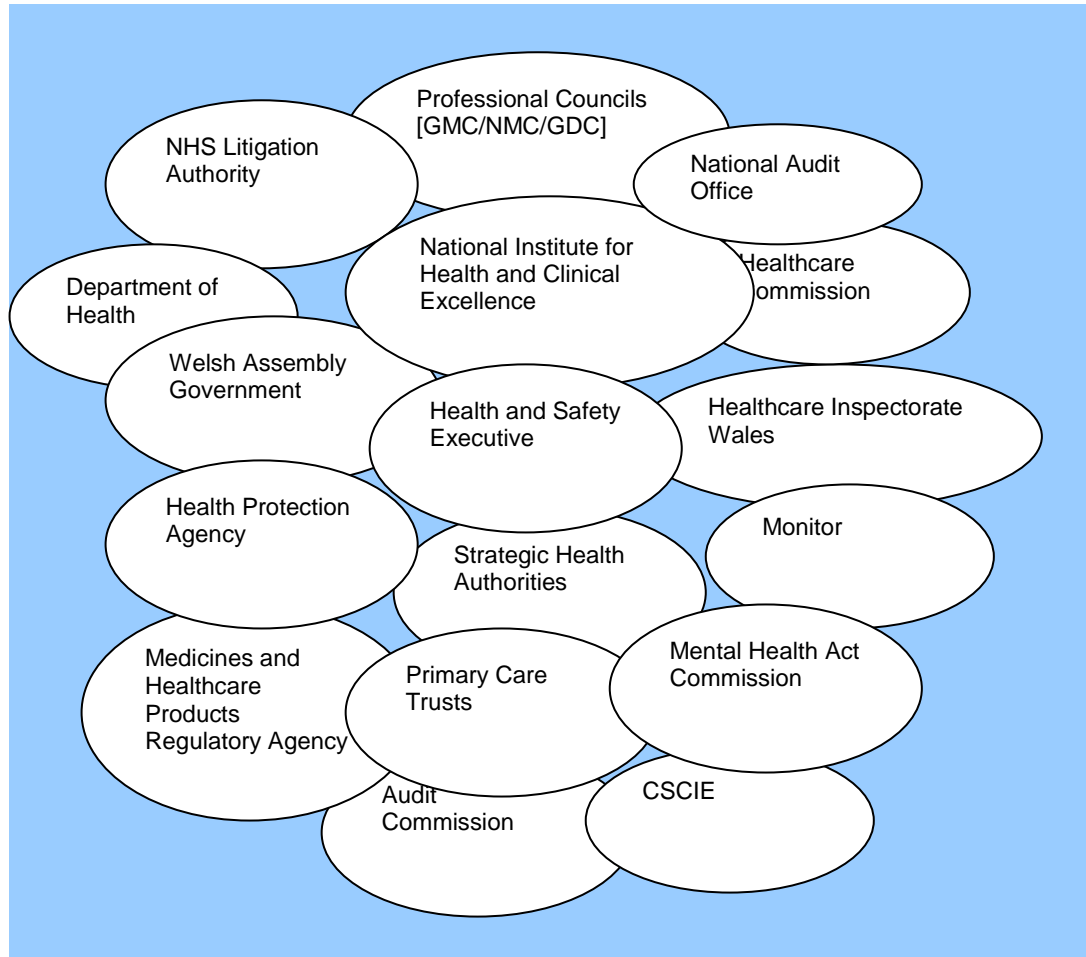 Professional Councils
[GMC/NMC/GDC]
NHS Litigation
Authority
National Audit
Office
National Institute for
Health and Clinical
Excellence
Healthcare
Commission
Department of
Health
Welsh Assembly
Government
Health and Safety
Executive
Healthcare Inspectorate
Wales
Health Protection
Agency
Strategic Health
Authorities
Monitor
Medicines and
Healthcare
Products
Regulatory Agency
Primary Care
Trusts
Mental Health Act
Commission
Audit
Commission
CSCIE